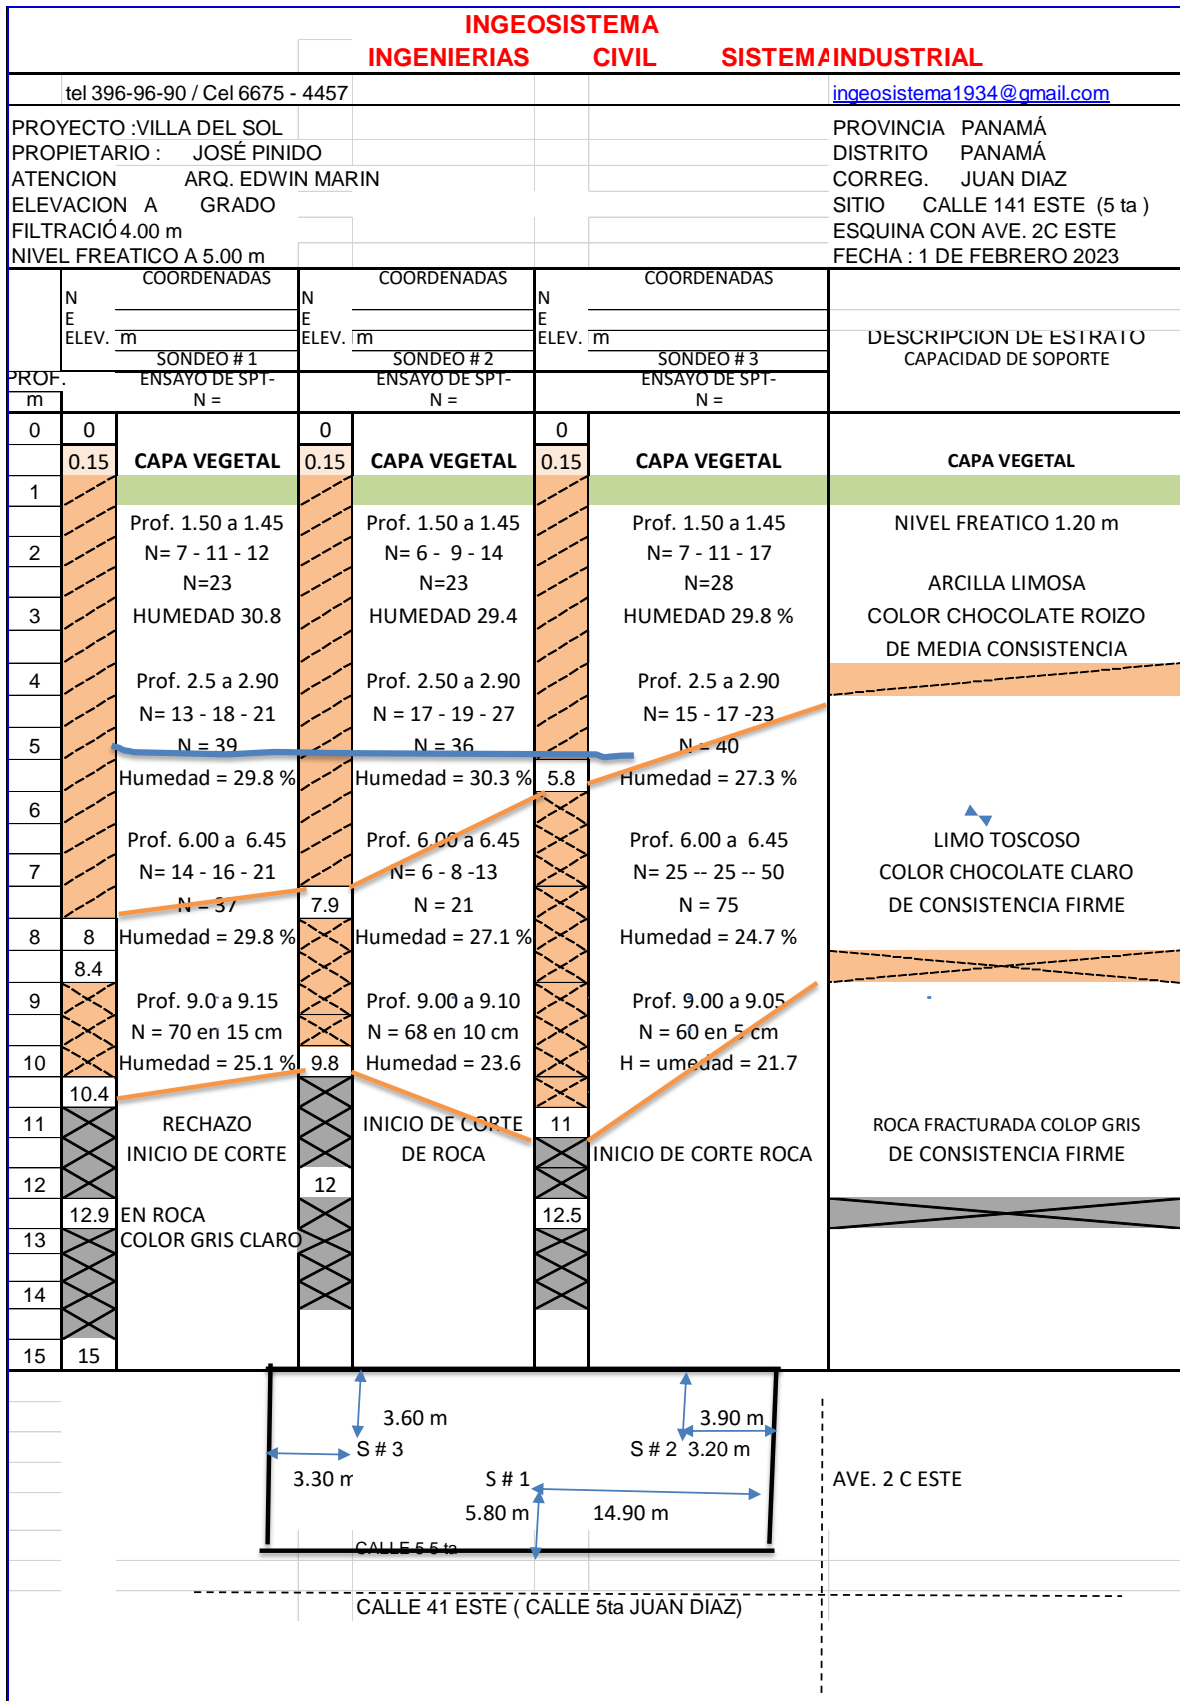 INGEOSISTEMA
INGENIERIAS CIVIL SISTEMA INDUSTRIAL
tel 396-96-90 / Cel 6675 - 4457 ingeosistema1934@gmail.com
PROYECTO :VILLA DEL SOL PROVINCIA PANAMÁ
PROPIETARIO : JOSÉ PINIDO DISTRITO PANAMÁ
ATENCION ARQ. EDWIN MARIN CORREG. JUAN DIAZ
ELEVACION A GRADO SITIO CALLE 141 ESTE (5 ta )
FILTRACIÓ 4.00 m ESQUINA CON AVE. 2C ESTE
NIVEL FREATICO A 5.00 m FECHA : 1 DE FEBRERO 2023
COORDENADAS COORDENADAS COORDENADAS
N N N
E E E
ELEV. m ELEV. m ELEV. m DESCRIPCION DE ESTRATO
SONDEO # 1 SONDEO # 2 SONDEO # 3 CAPACIDAD DE SOPORTE
PROF. ENSAYO DE SPT- ENSAYO DE SPT- ENSAYO DE SPT-
m N = N = N =
0 0 0 0
0.15 CAPA VEGETAL 0.15 CAPA VEGETAL 0.15 CAPA VEGETAL CAPA VEGETAL
1
Prof. 1.50 a 1.45 Prof. 1.50 a 1.45 Prof. 1.50 a 1.45 NIVEL FREATICO 1.20 m
2 N= 7 - 11 - 12 N= 6 - 9 - 14 N= 7 - 11 - 17
N=23 N=23 N=28 ARCILLA LIMOSA
3 HUMEDAD 30.8 HUMEDAD 29.4 HUMEDAD 29.8 % COLOR CHOCOLATE ROIZO
DE MEDIA CONSISTENCIA
4 Prof. 2.5 a 2.90 Prof. 2.50 a 2.90 Prof. 2.5 a 2.90
N= 13 - 18 - 21 N = 17 - 19 - 27 N= 15 - 17 -23
5 N = 39 N = 36 N = 40
Humedad = 29.8 % Humedad = 30.3 % 5.8 Humedad = 27.3 %
6
Prof. 6.00 a 6.45 Prof. 6.00 a 6.45 Prof. 6.00 a 6.45 LIMO TOSCOSO
7 N= 14 - 16 - 21 N= 6 - 8 -13 N= 25 -- 25 -- 50 COLOR CHOCOLATE CLARO
N = 37 7.9 N = 21 N = 75 DE CONSISTENCIA FIRME
8 8 Humedad = 29.8 % Humedad = 27.1 % Humedad = 24.7 %
8.4
9 Prof. 9.0 a 9.15 Prof. 9.00 a 9.10 Prof. 9.00 a 9.05
N = 70 en 15 cm N = 68 en 10 cm N = 60 en 5 cm
10 Humedad = 25.1 % 9.8 Humedad = 23.6 H = umedad = 21.7
10.4
11 RECHAZO INICIO DE CORTE 11 ROCA FRACTURADA COLOP GRIS
INICIO DE CORTE DE ROCA INICIO DE CORTE ROCA DE CONSISTENCIA FIRME
12 12
12.9 EN ROCA 12.5
13 COLOR GRIS CLARO
14
15 15
3.60 m 3.90 m
S # 3 S # 2 3.20 m
3.30 m S # 1 AVE. 2 C ESTE
5.80 m 14.90 m
CALLE 5 5 ta
CALLE 41 ESTE ( CALLE 5ta JUAN DIAZ)